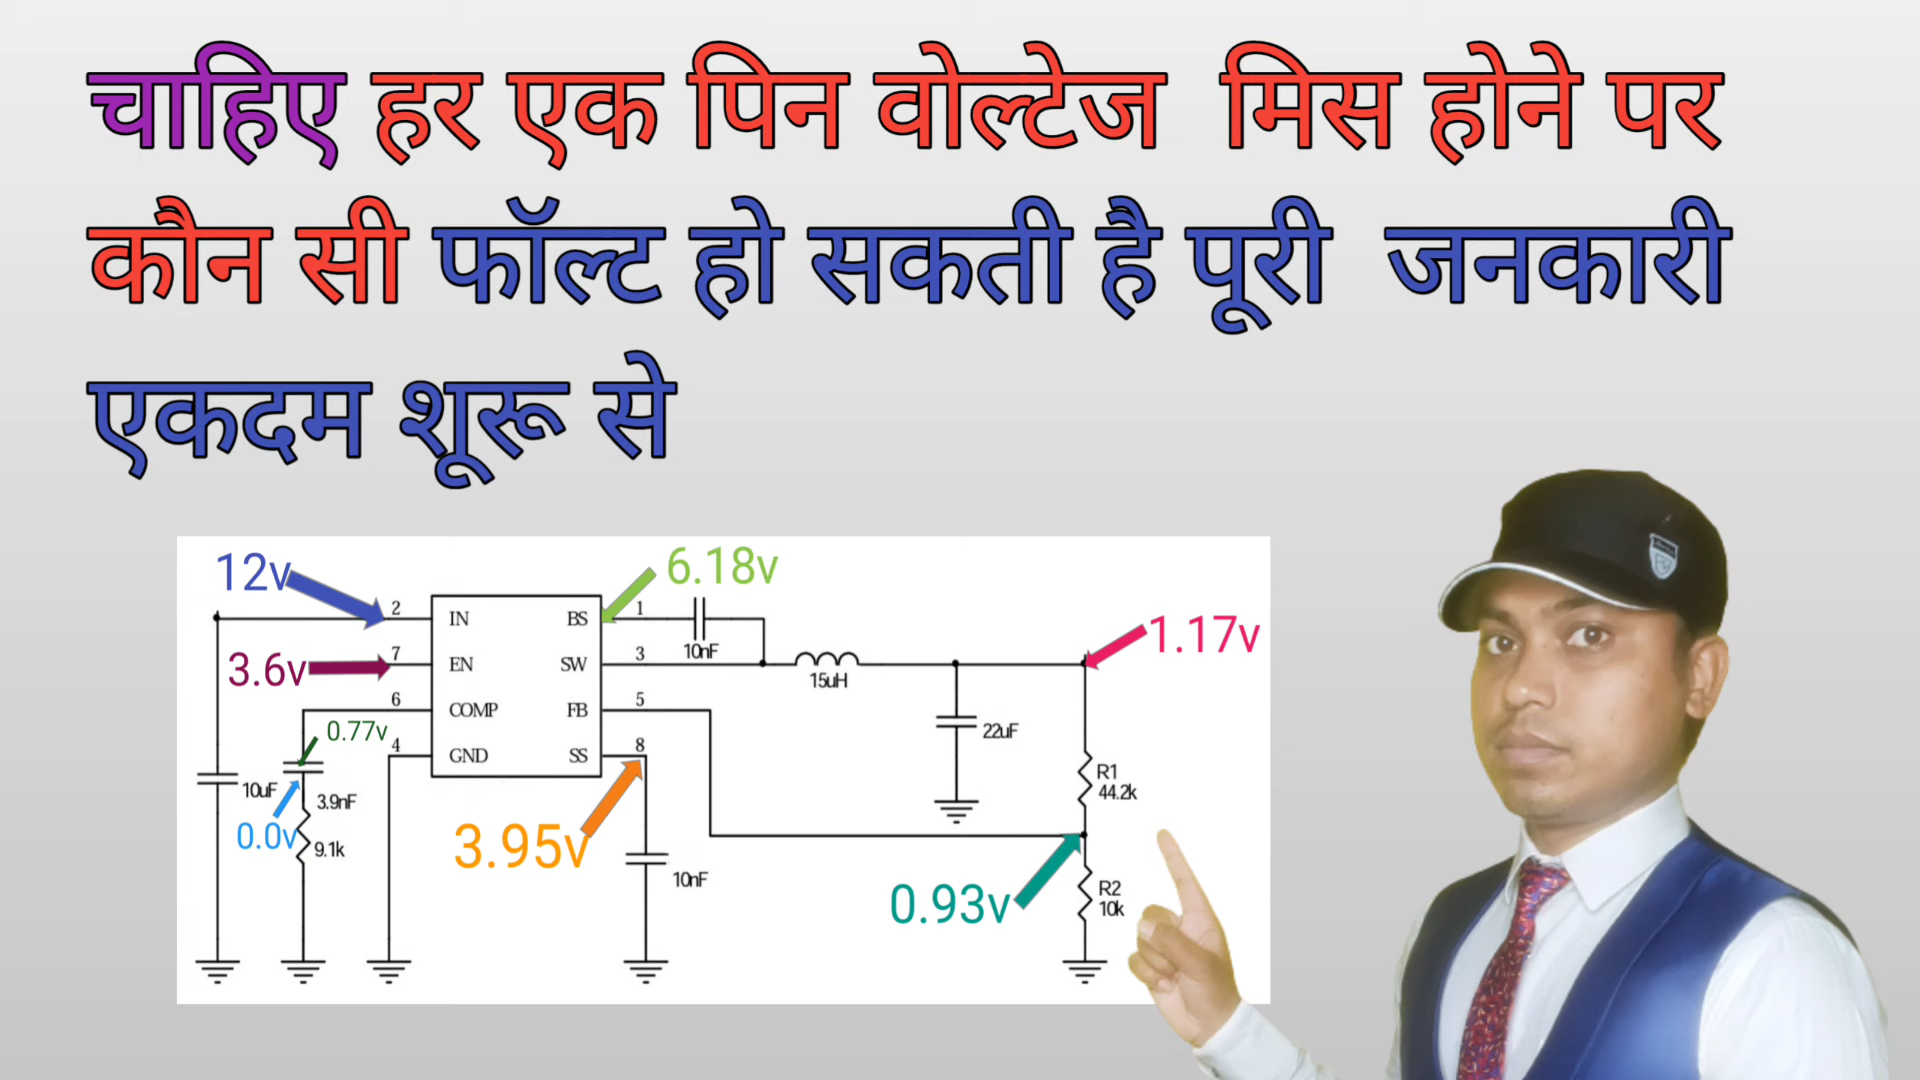 चाहिए हर एक पिन वोल्टेज मिस होने पर
कौन सी फॉल्ट हो सकती है पूरी जनकारी
एकदम शूरू से
12v
6.18v
2
IN
BS
1
10nF
1.17v
3.6v
7
EN
SW
3
15uH
6
COMP
FB
5
0.77v
22uF
4
GND
SS
8
10uF
3.9nF
R1
44.2k
0.0v
9.1k
3.95v
10nF
0.93v
R2
10k